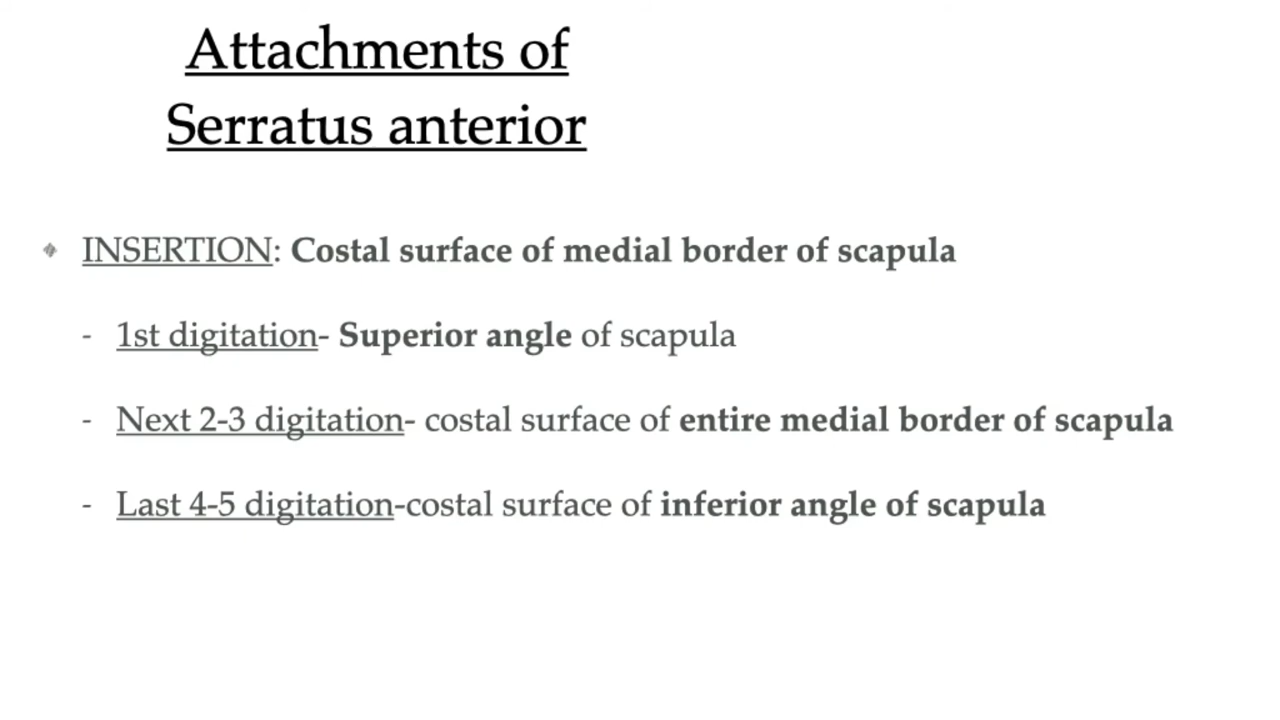 Attachments of
Serratus anterior
INSERTION: Costal surface of medial border of scapula
- 1st digitation- Superior angle of scapula
- Next 2-3 digitation- costal surface of entire medial border of scapula
- Last 4-5 digitation-costal surface of inferior angle of scapula